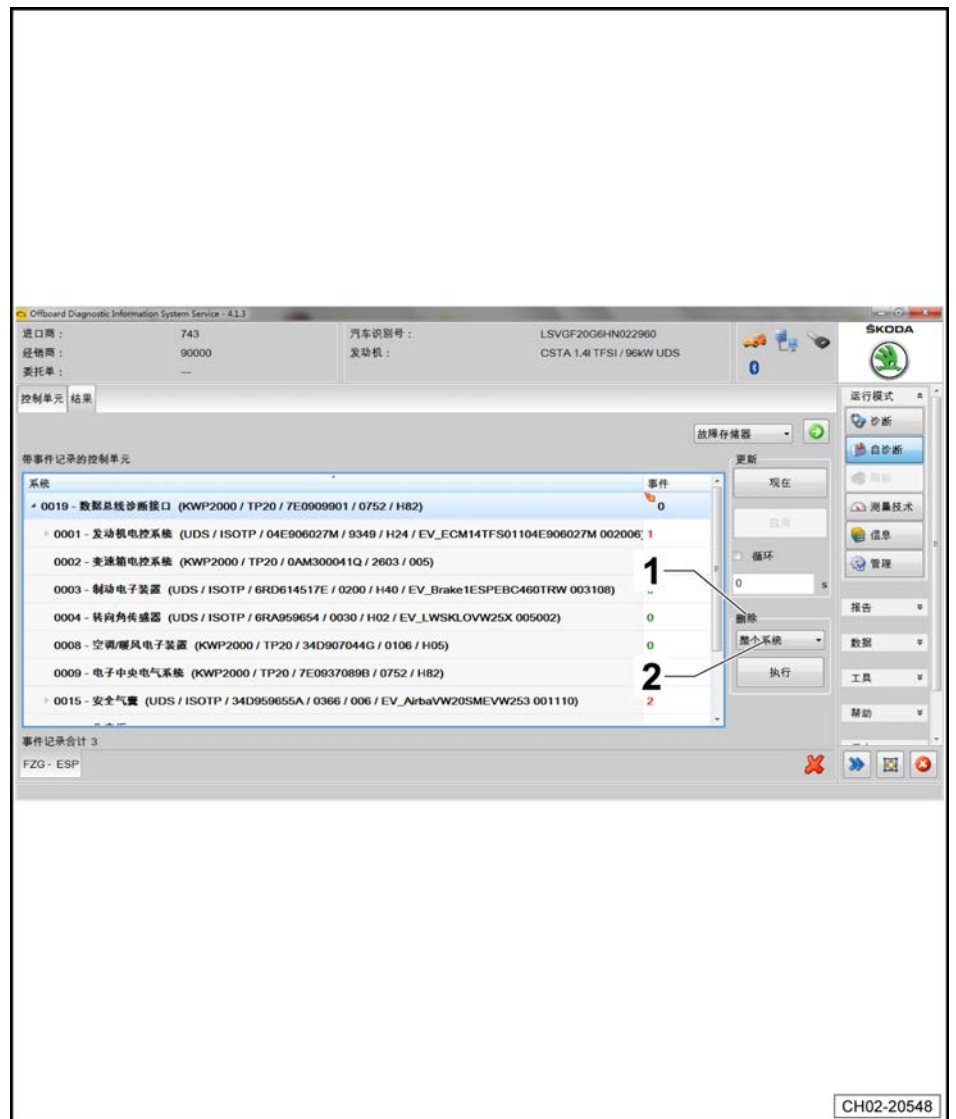 Offboard Diagnostic Information System Service - 4.1.3
进口商： 743 汽车识别号： LSVGF20G6HN022960
经销商： 90000 发动机： CSTA 1.4l TFSI / 96kW UDS
委托单： ---
ŠKODA
控制单元 结果
运行模式
诊断
自诊断
测量技术
信息
管理
报告
数据
工具
帮助
故障存储器
带事件记录的控制单元
系统 事件
0019 - 数据总线诊断接口 (KWP2000 / TP20 / 7E0909901 / 0752 / H82) 0
0001 - 发动机电控系统 (UDS / ISOTP / 04E906027M / 9349 / H24 / EV_ECM14TFS01104E906027M 002006) 1
0002 - 变速箱电控系统 (KWP2000 / TP20 / 0AM300041Q / 2603 / 005)
0003 - 制动电子装置 (UDS / ISOTP / 6RD614517E / 0200 / H40 / EV_Brake1ESPEBC460TRW 003108)
0004 - 转向角传感器 (UDS / ISOTP / 6RA959654 / 0030 / H02 / EV_LWSKLOVW25X 005002) 0
0008 - 空调/暖风电子装置 (KWP2000 / TP20 / 34D907044G / 0106 / H05) 0
0009 - 电子中央电气系统 (KWP2000 / TP20 / 7E0937089B / 0752 / H82)
0015 - 安全气囊 (UDS / ISOTP / 34D959655A / 0366 / 006 / EV_AirbaVW20SMEVW253 001110) 2
更新
现在
取消
循环
0 s
删除
整个系统
执行
1
2
事件记录合计 3
FZG - ESP
CH02-20548